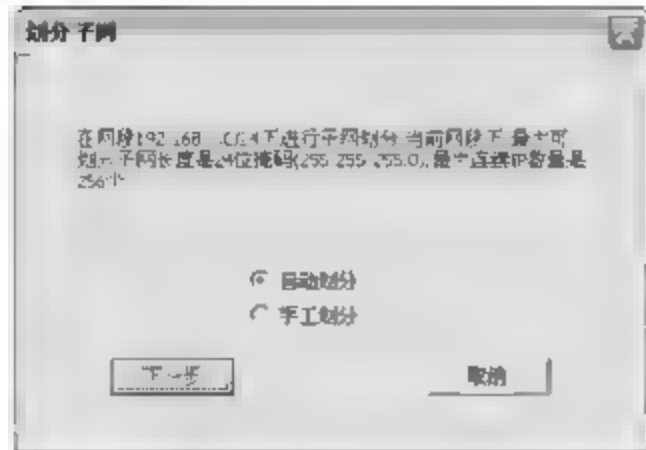 划分子网
在网段192.168. .0/24下进行子网划分,当前网段下,最大可
划分子网长度是24位掩码(255.255.255.0),最大连续IP数量是
256个
自动划分
手工划分
下一步
取消